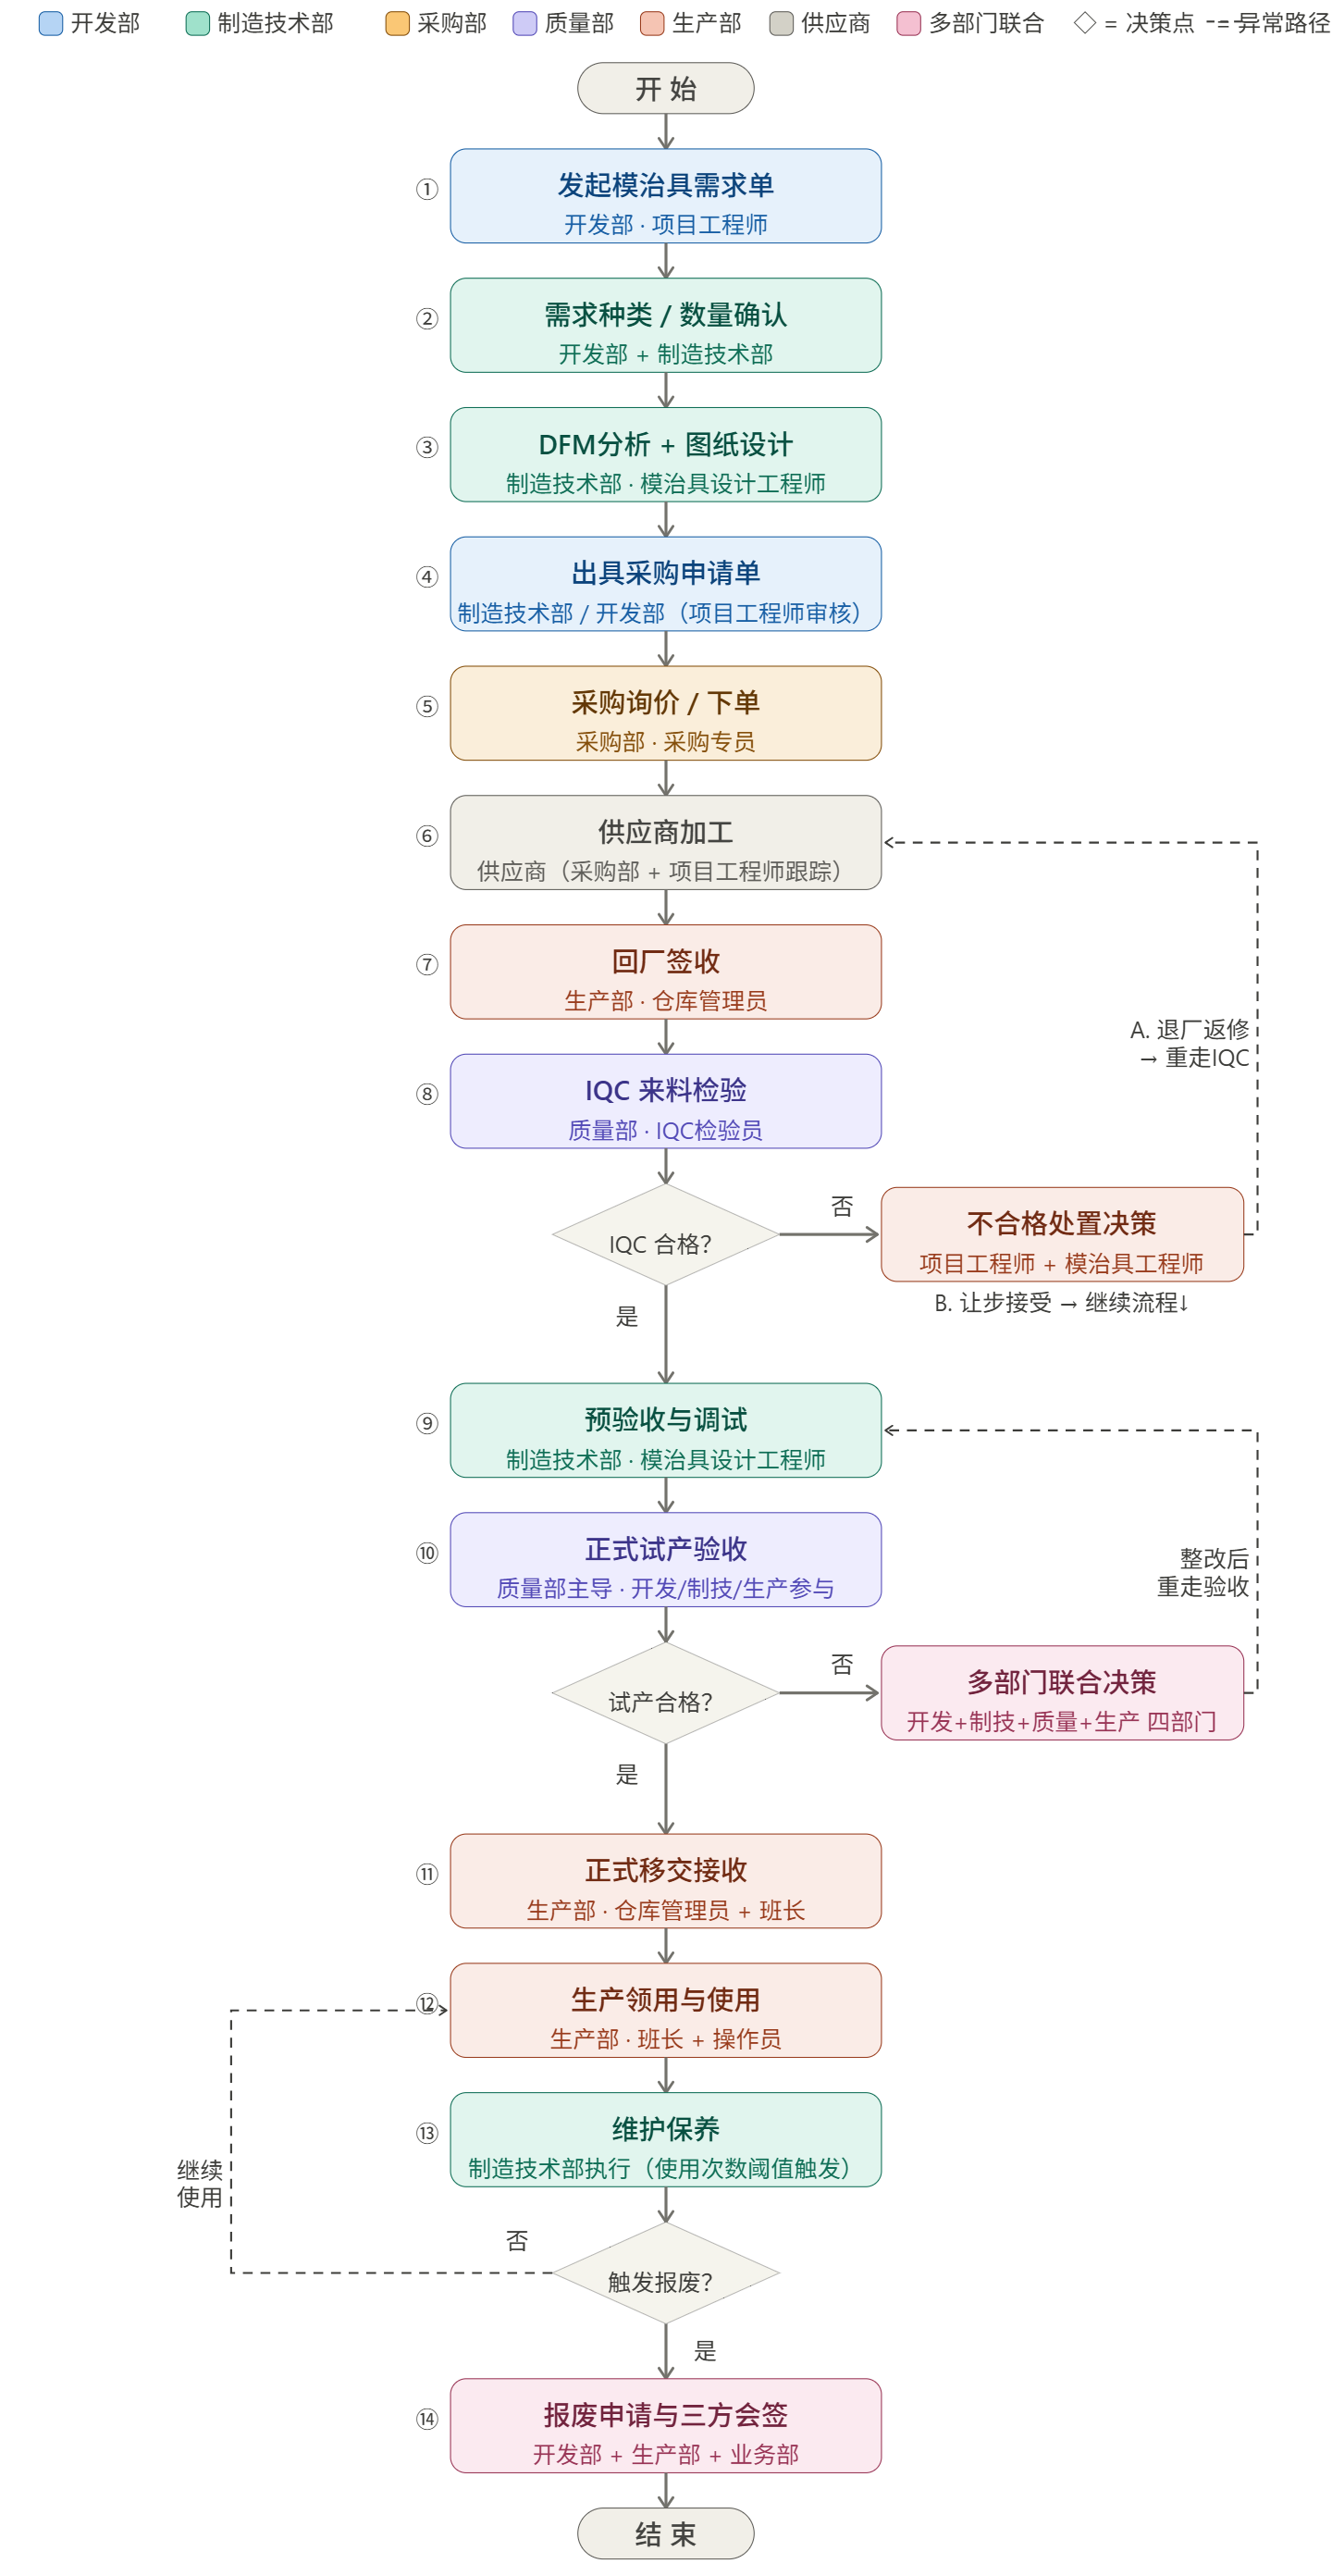 开发部 制造技术部 采购部 质量部 生产部 供应商 多部门联合 ◇ = 决策点 --= 异常路径
开 始
① 发起模治具需求单
开发部 · 项目工程师
② 需求种类 / 数量确认
开发部 + 制造技术部
③ DFM分析 + 图纸设计
制造技术部 · 模治具设计工程师
④ 出具采购申请单
制造技术部 / 开发部（项目工程师审核）
⑤ 采购询价 / 下单
采购部 · 采购专员
⑥ 供应商加工
供应商（采购部 + 项目工程师跟踪）
⑦ 回厂签收
生产部 · 仓库管理员
A. 退厂返修
→ 重走IQC
⑧ IQC 来料检验
质量部 · IQC检验员
IQC 合格？
否
不合格处置决策
项目工程师 + 模治具工程师
B. 让步接受 → 继续流程↓
是
⑨ 预验收与调试
制造技术部 · 模治具设计工程师
⑩ 正式试产验收
质量部主导 · 开发/制技/生产参与
整改后
重走验收
试产合格？
否
多部门联合决策
开发+制技+质量+生产 四部门
是
⑪ 正式移交接收
生产部 · 仓库管理员 + 班长
⑫ 生产领用与使用
生产部 · 班长 + 操作员
⑬ 维护保养
制造技术部执行（使用次数阈值触发）
继续
使用
否
触发报废？
是
⑭ 报废申请与三方会签
开发部 + 生产部 + 业务部
结 束